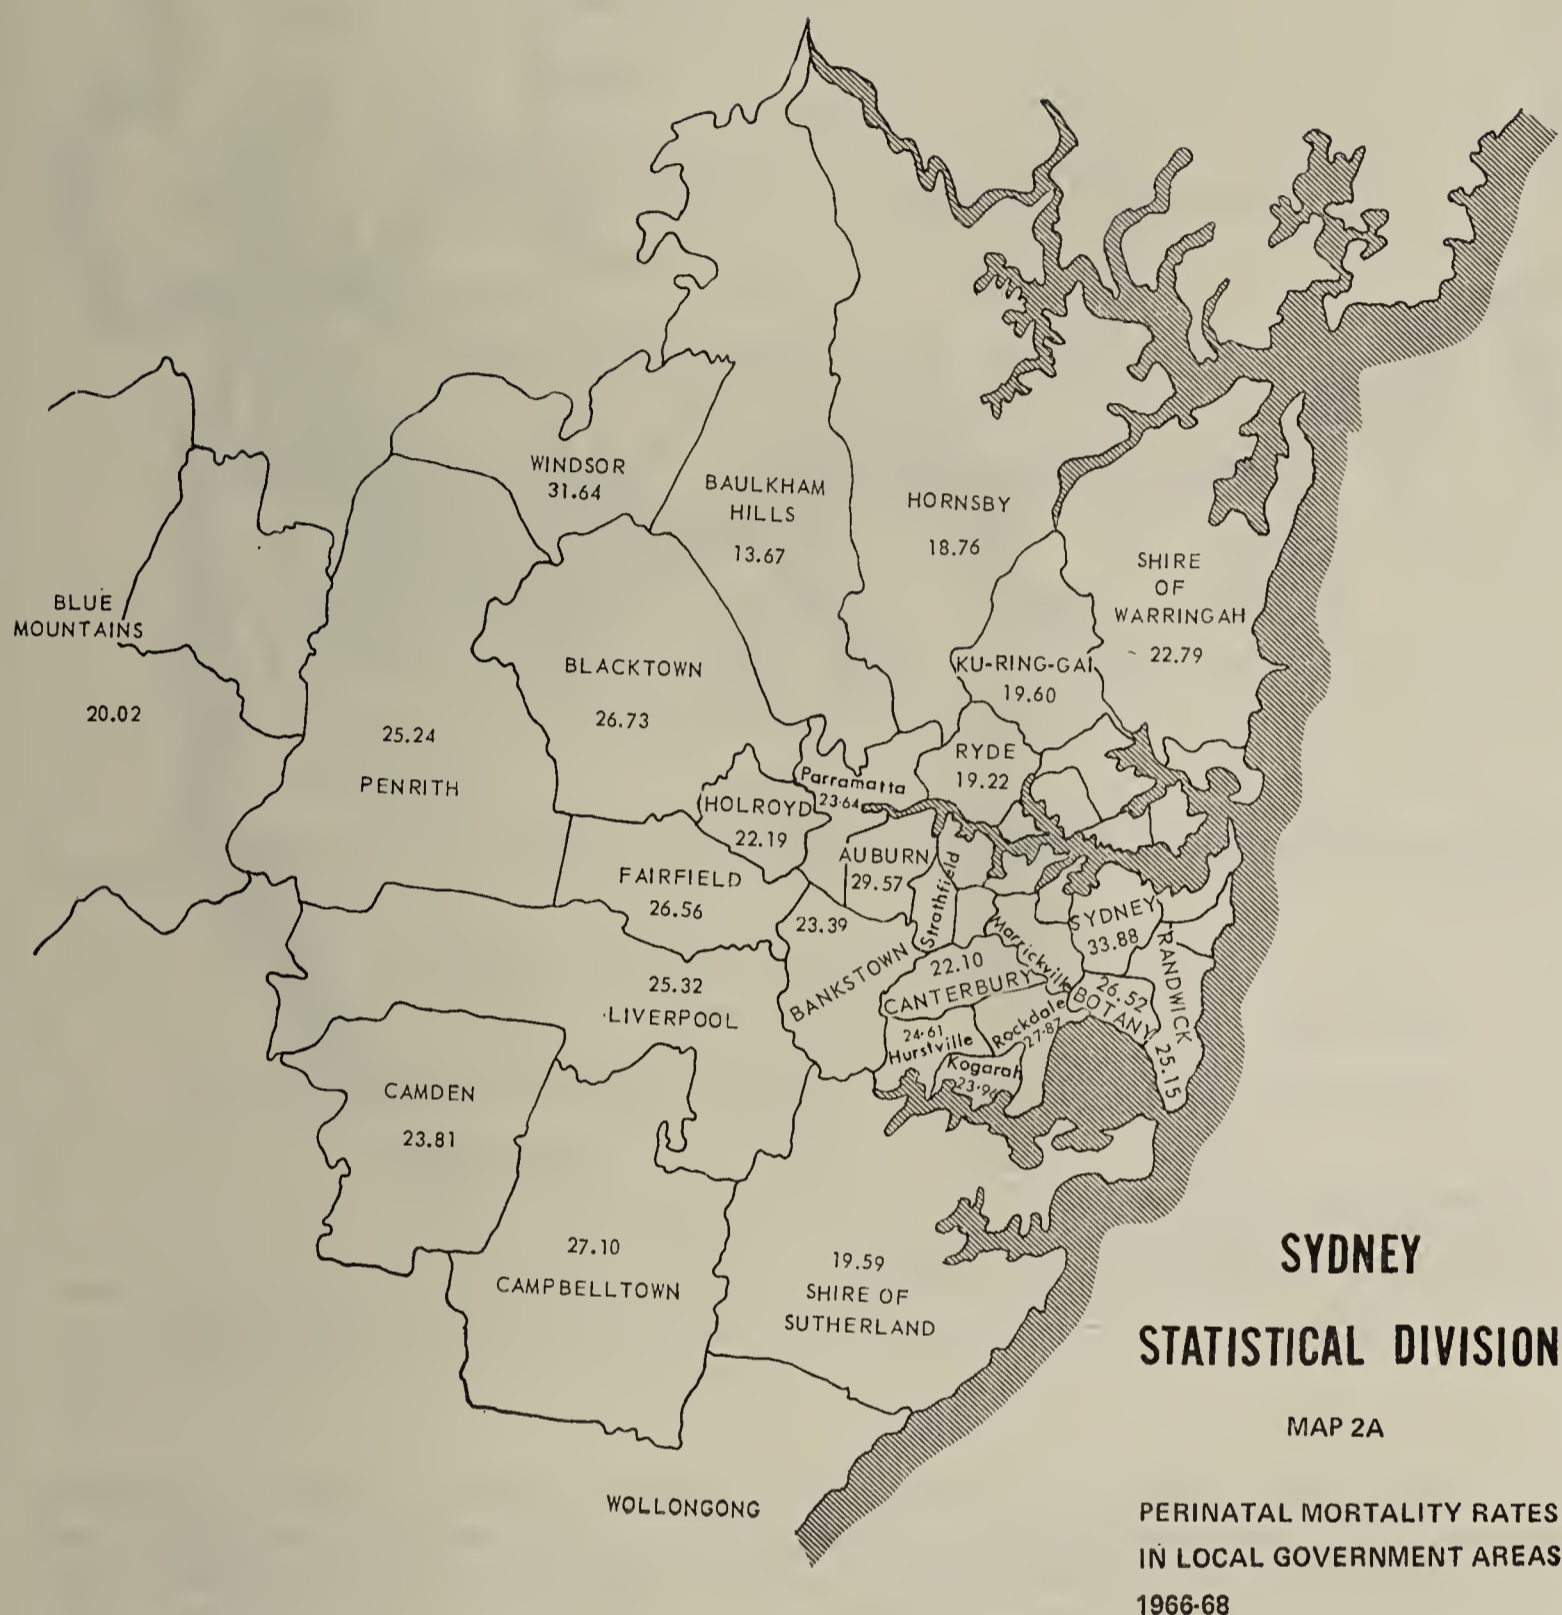 WINDSOR
31.64
BAULKHAM
HILLS
13.67
HORNSBY
18.76
SHIRE
OF
WARRINGAH
22.79
BLUE
MOUNTAINS
20.02
BLACKTOWN
26.73
KU-RING-GAI
19.60
25.24
PENRITH
RYDE
19.22
Parramatta
23·64
HOLROYD
22.19
AUBURN
29.57
Strathfield
FAIRFIELD
26.56
23.39
BANKSTOWN
SYDNEY
33.88
Marrickville
RANDWICK
25.15
22.10
CANTERBURY
26.52
BOTANY
25.32
LIVERPOOL
24·61
Hurstville
Rockdale
27·87
Kogarah
CAMDEN
23.81
27.10
CAMPBELLTOWN
19.59
SHIRE OF
SUTHERLAND
WOLLONGONG
SYDNEY
STATISTICAL DIVISION
MAP 2A
PERINATAL MORTALITY RATES
IN LOCAL GOVERNMENT AREAS
1966-68